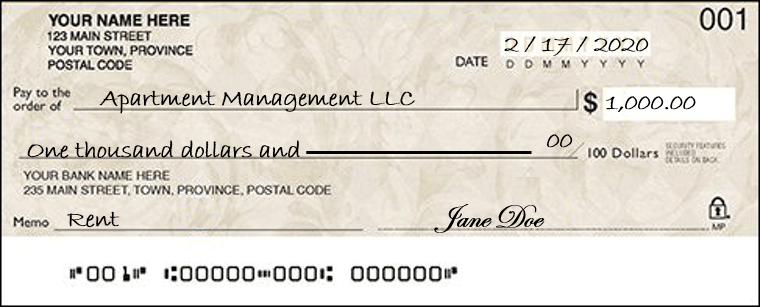 YOUR NAME HERE 001
123 MAIN STREET
YOUR TOWN, PROVINCE
POSTAL CODE
DATE 2/17/2020
D D M M Y Y Y Y
Pay to the order of Apartment Management LLC $ 1,000.00
One thousand dollars and 00/100 Dollars
SECURITY FEATURES
INCLUDED
DETAILS ON BACK
YOUR BANK NAME HERE
235 MAIN STREET, TOWN, PROVINCE, POSTAL CODE
Memo Rent Jane Doe
MP
⑈001⑈ ⑆00000⑉000⑆ 000000⑈